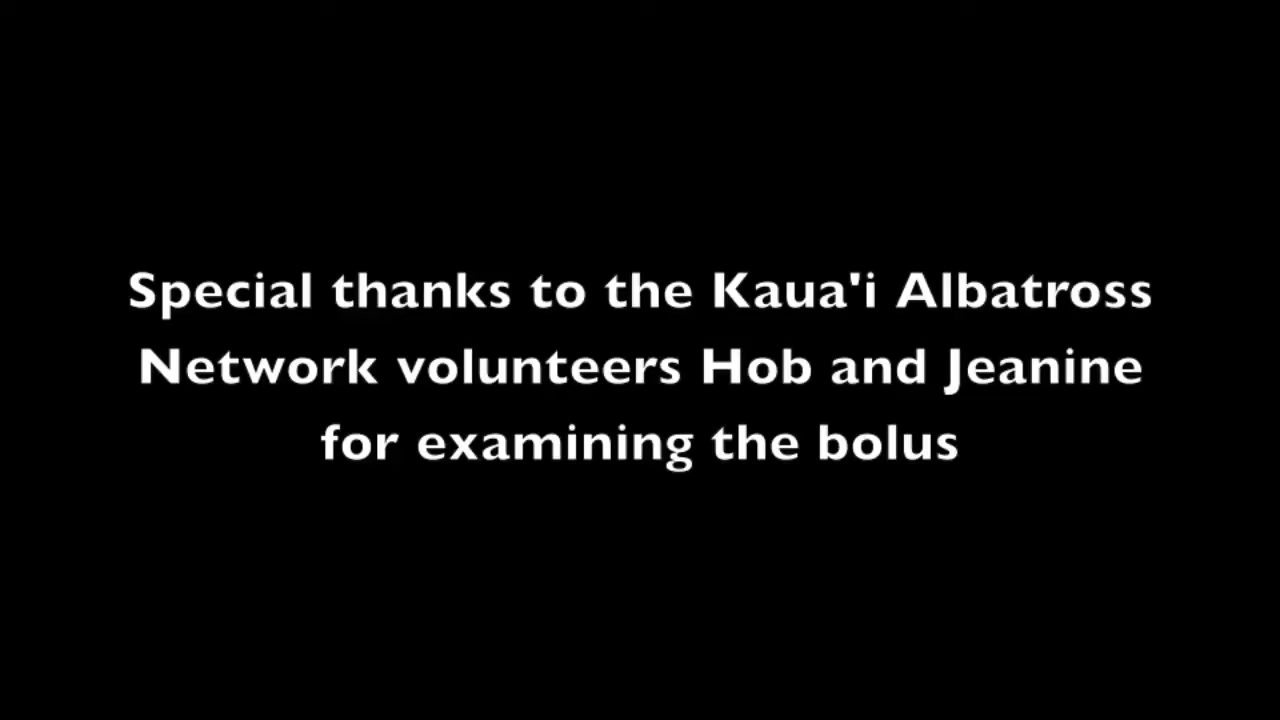 Special thanks to the Kaua'i Albatross
Network volunteers Hob and Jeanine
for examining the bolus